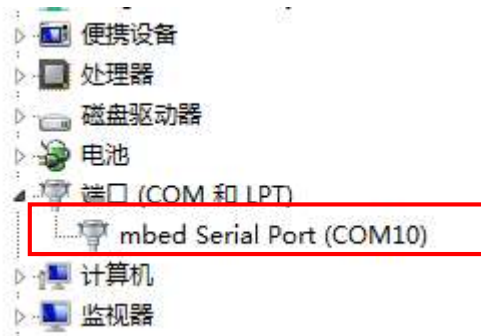 便携设备
处理器
磁盘驱动器
电池
端口 (COM 和 LPT)
mbed Serial Port (COM10)
计算机
监视器